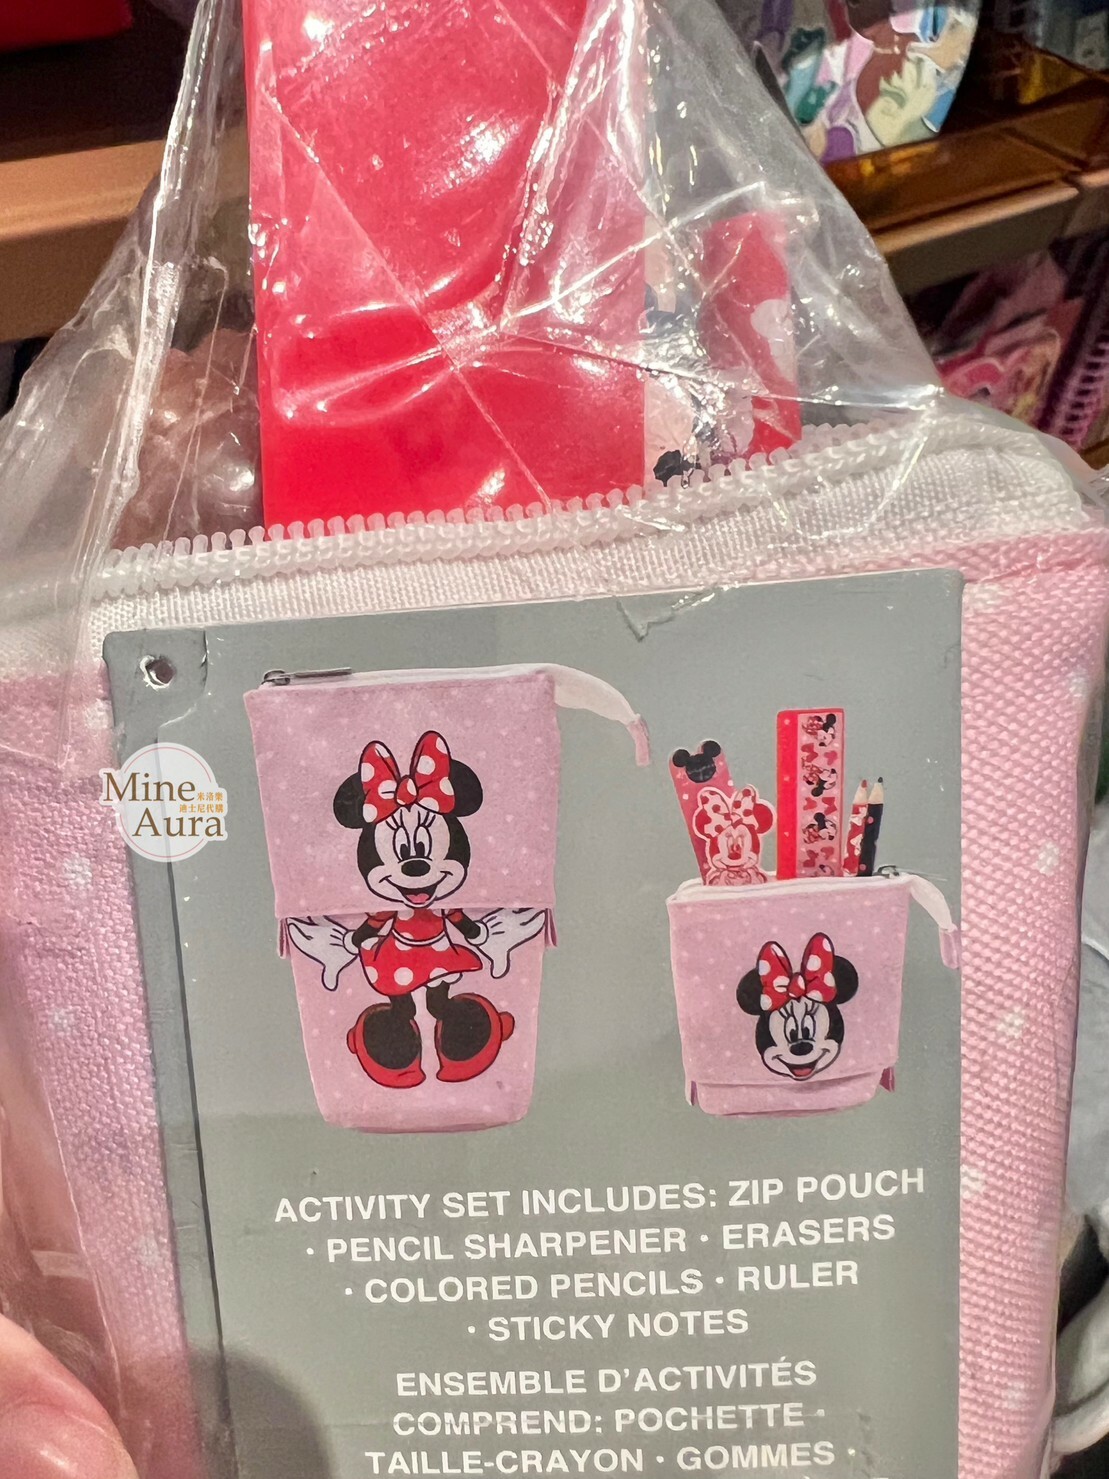 Mine
米洛樂
迪士尼代購
Aura
ACTIVITY SET INCLUDES: ZIP POUCH
· PENCIL SHARPENER · ERASERS
· COLORED PENCILS · RULER
· STICKY NOTES
ENSEMBLE D'ACTIVITÉS
COMPREND: POCHETTE ·
TAILLE-CRAYON · GOMMES ·